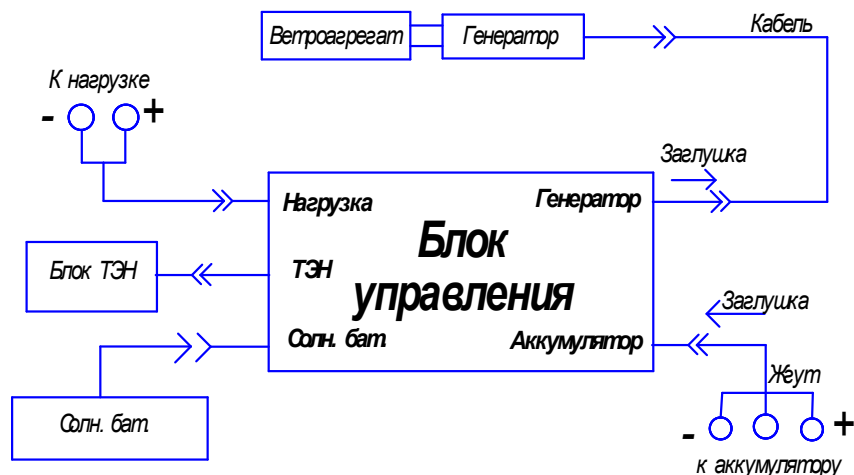 Ветроагрегат
Генератор
Кабель
К нагрузке
- +
Заглушка
Нагрузка
Генератор
Блок
управления
Блок ТЭН
ТЭН
Заглушка
Солн. бат.
Аккумулятор
Жгут
Солн. бат.
- +
к аккумулятору